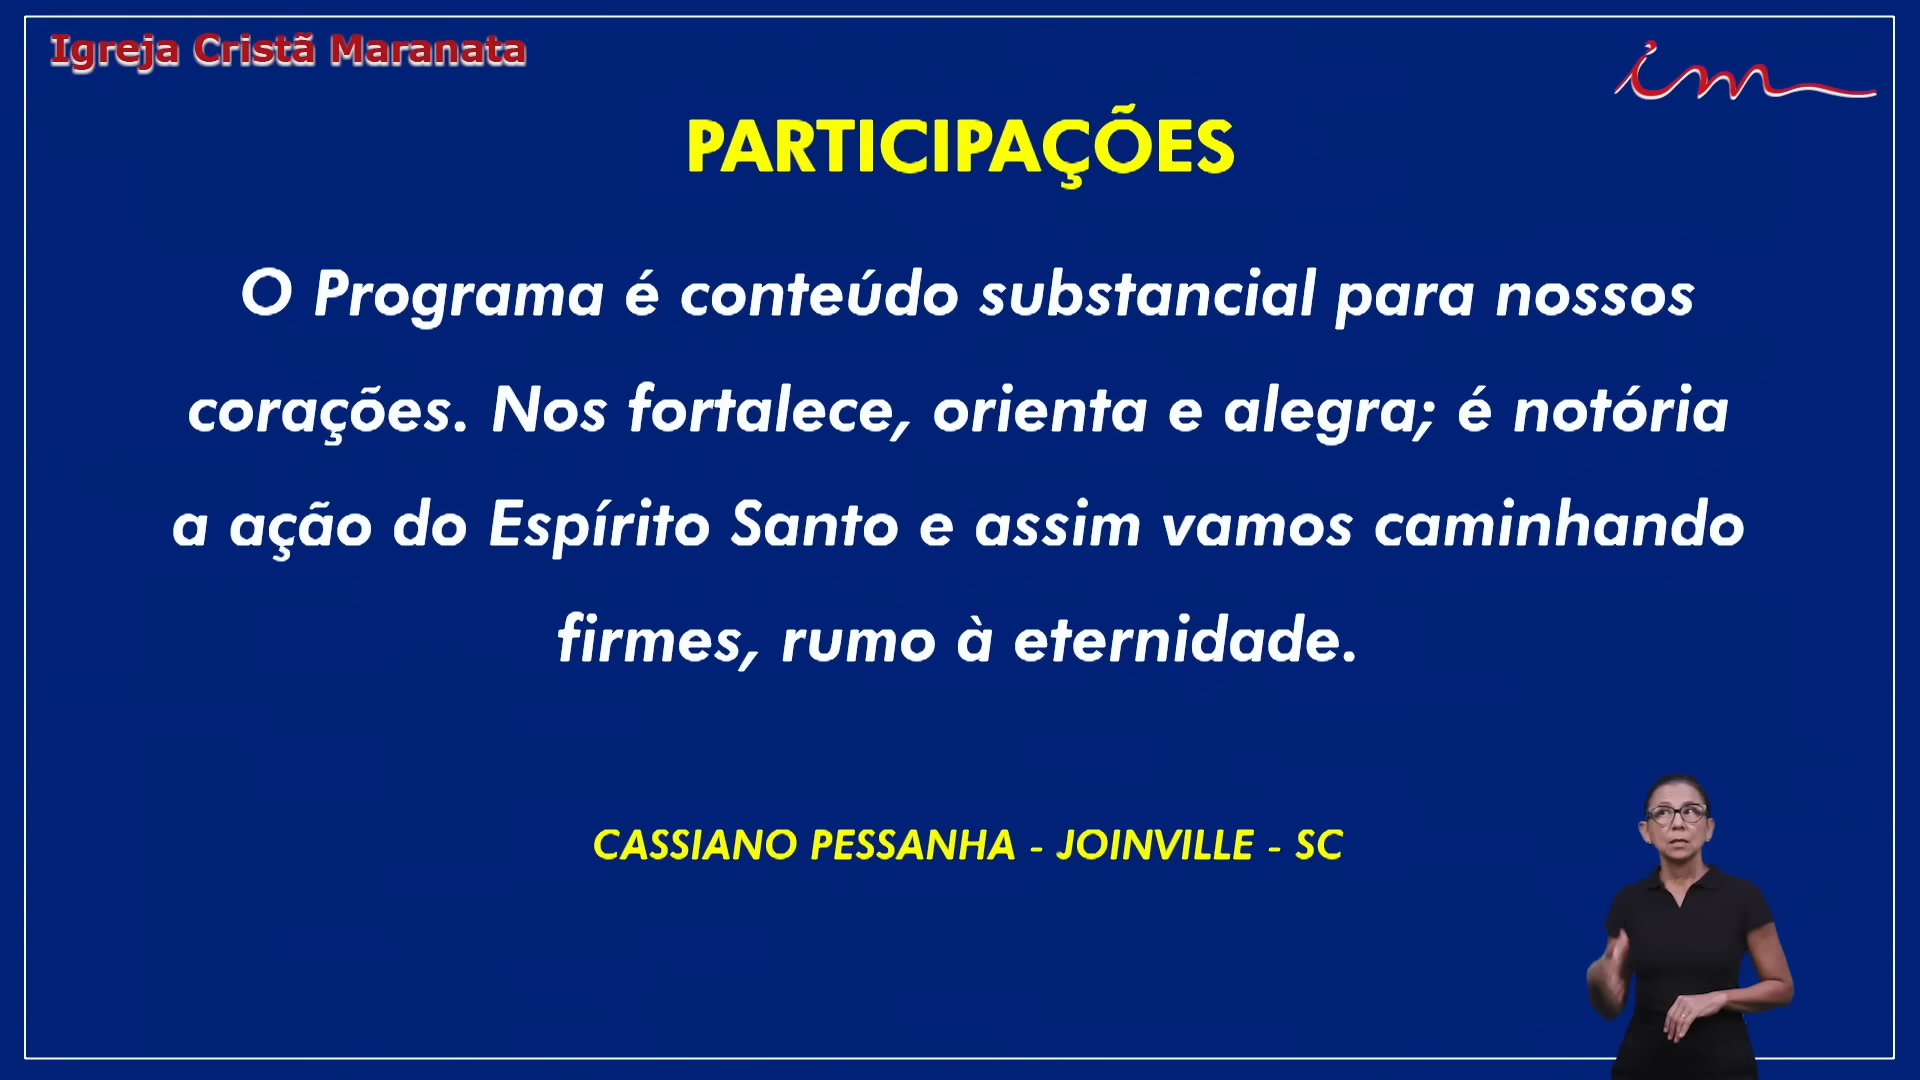 Igreja Cristã Maranata
im
PARTICIPAÇÕES
O Programa é conteúdo substancial para nossos
corações. Nos fortalece, orienta e alegra; é notória
a ação do Espírito Santo e assim vamos caminhando
firmes, rumo à eternidade.
CASSIANO PESSANHA - JOINVILLE - SC